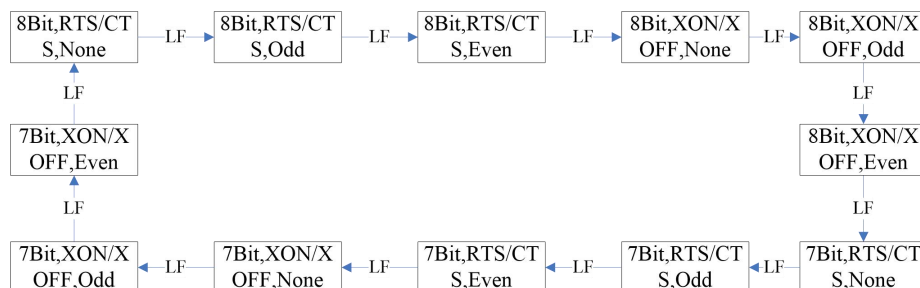 8Bit,RTS/CT
S,None
LF
8Bit,RTS/CT
S,Odd
LF
8Bit,RTS/CT
S,Even
LF
8Bit,XON/X
OFF,None
LF
8Bit,XON/X
OFF,Odd
LF
8Bit,XON/X
OFF,Even
LF
7Bit,RTS/CT
S,None
LF
7Bit,RTS/CT
S,Odd
LF
7Bit,RTS/CT
S,Even
LF
7Bit,XON/X
OFF,None
LF
7Bit,XON/X
OFF,Odd
LF
7Bit,XON/X
OFF,Even
LF